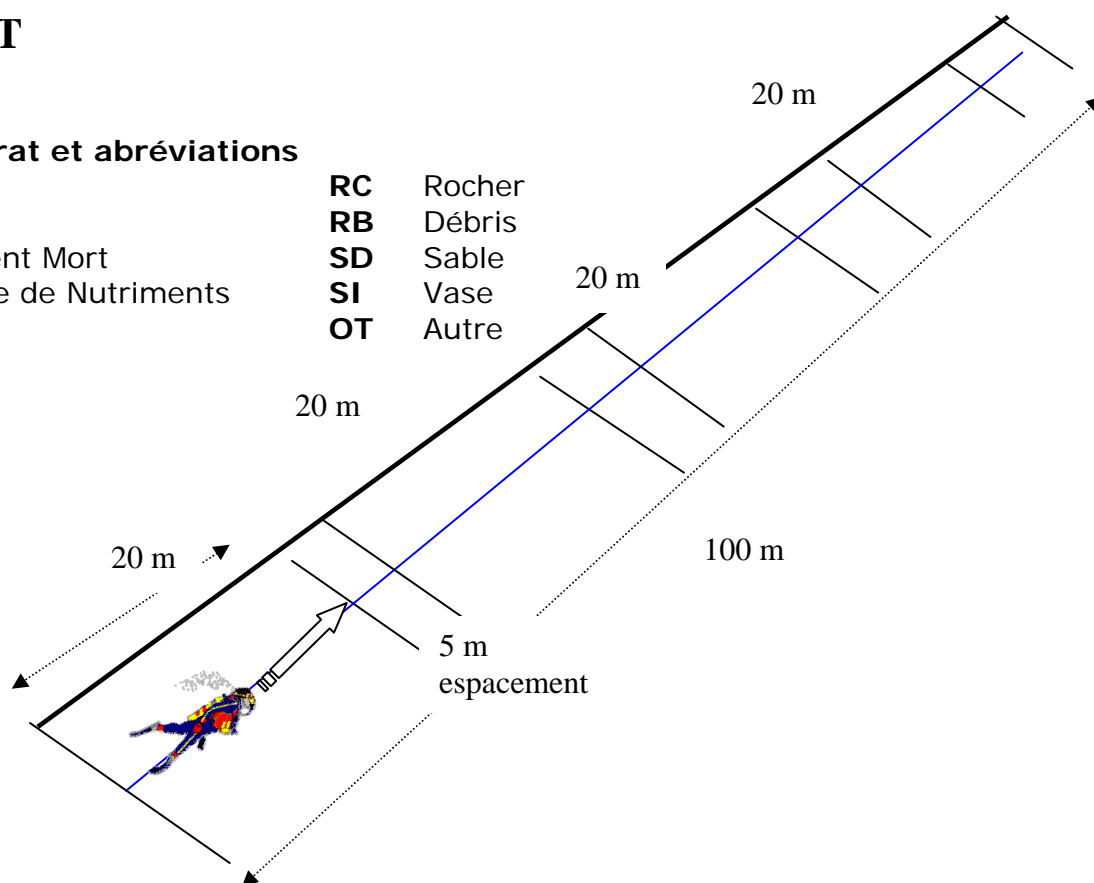 T
rat et abréviations
RC Rocher
RB Débris
ent Mort
SD Sable
e de Nutriments
SI Vase
OT Autre
20 m
20 m
20 m
20 m
100 m
5 m
espacement